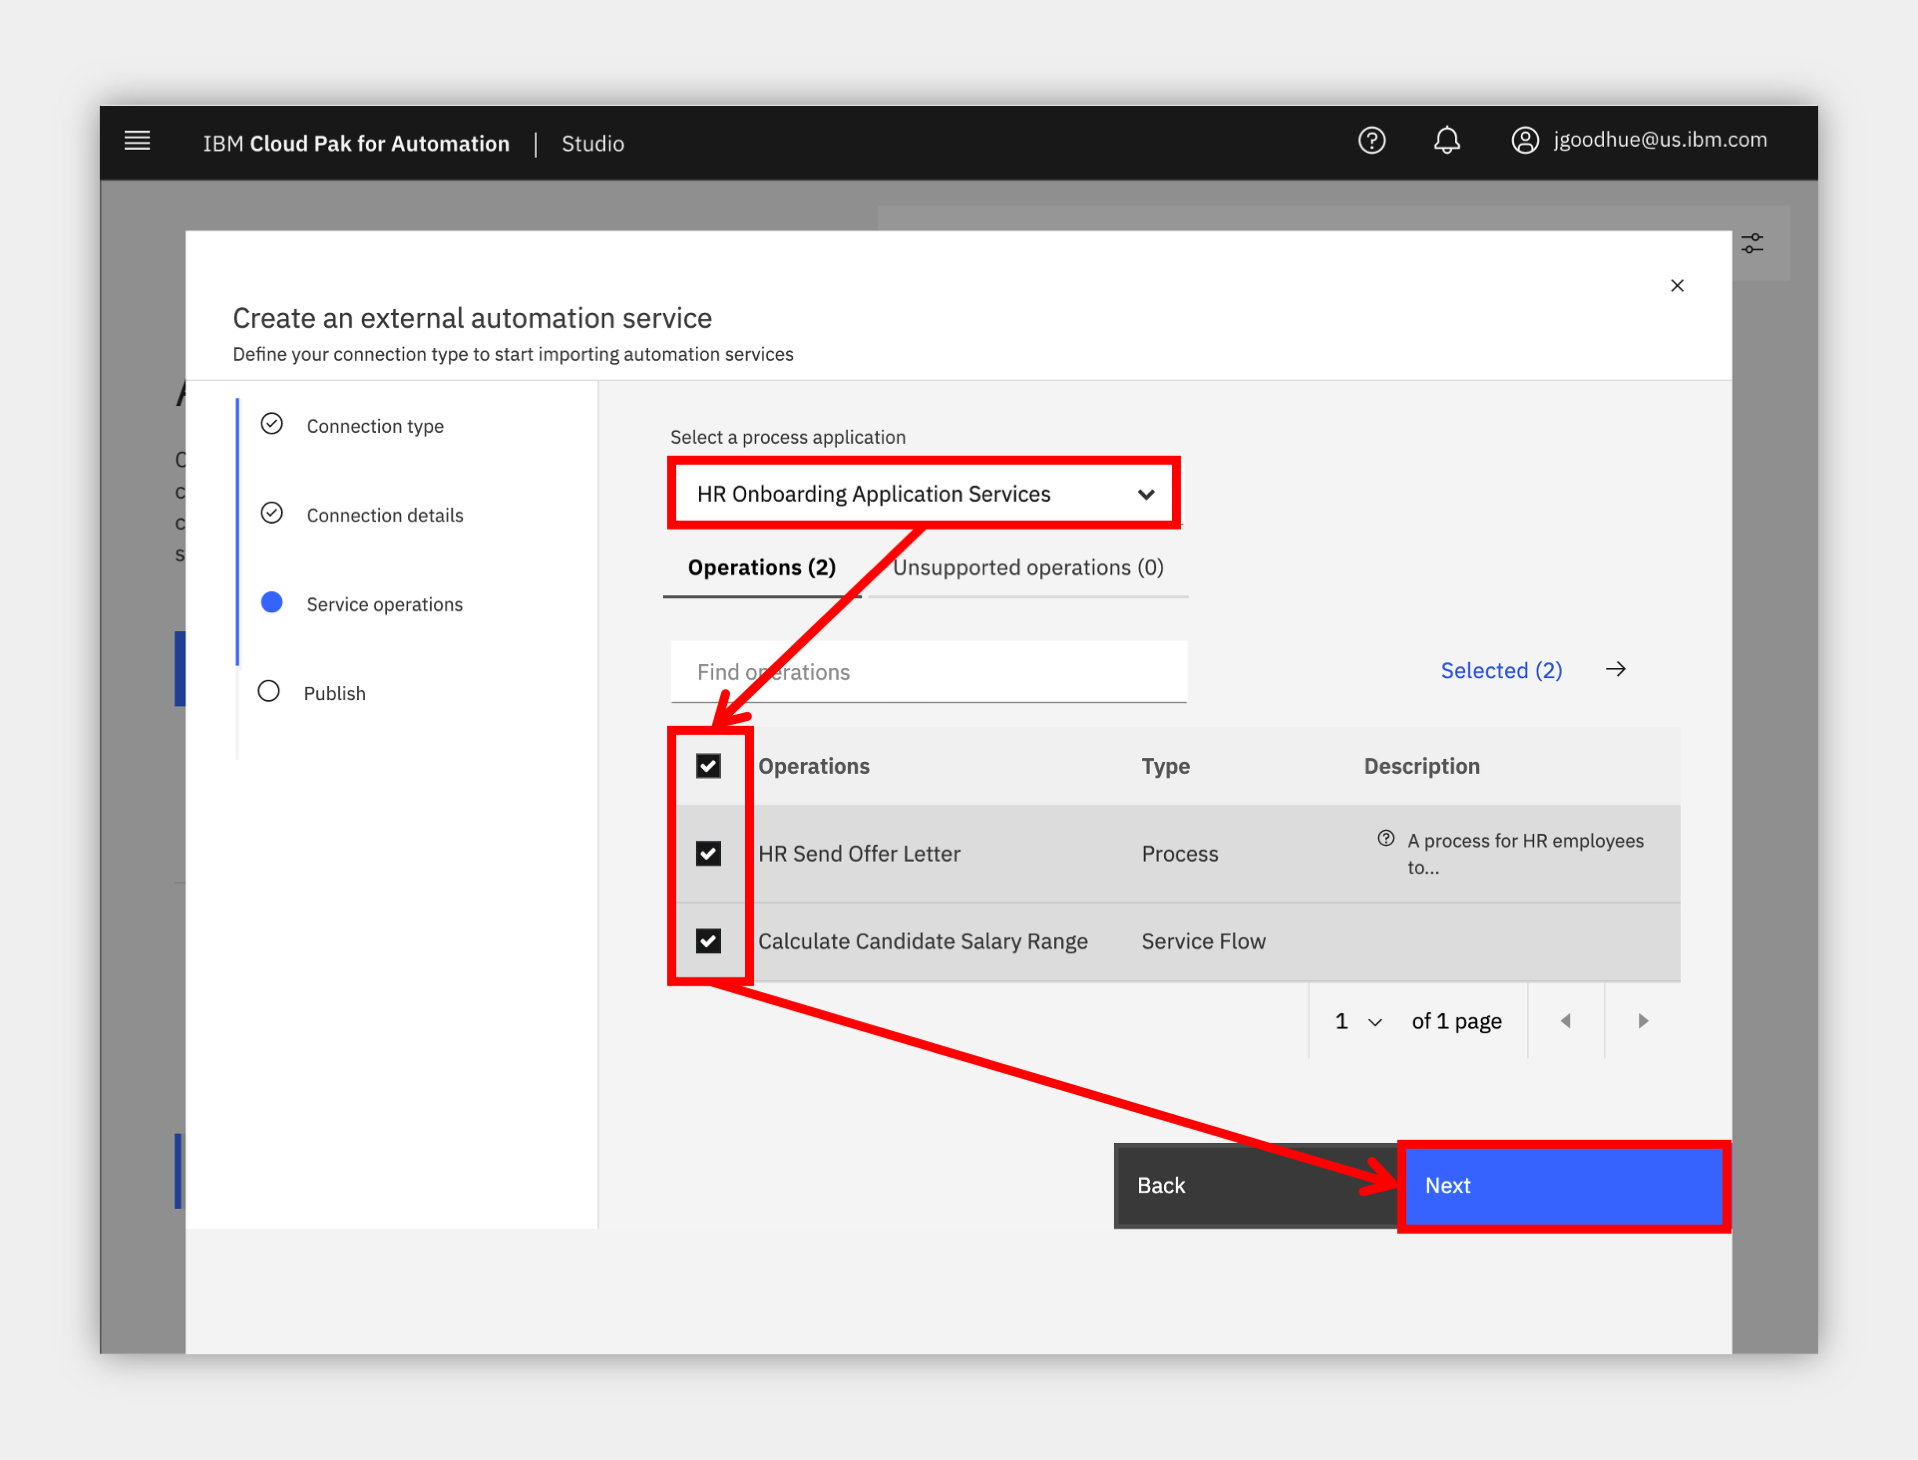 IBM Cloud Pak for Automation | Studio
jgoodhue@us.ibm.com
Create an external automation service
Define your connection type to start importing automation services
Connection type
Connection details
Service operations
Publish
Select a process application
HR Onboarding Application Services
Operations (2)
Unsupported operations (0)
Find operations
Selected (2)
Operations Type Description
HR Send Offer Letter Process A process for HR employees
to...
Calculate Candidate Salary Range Service Flow
1 of 1 page
Back
Next